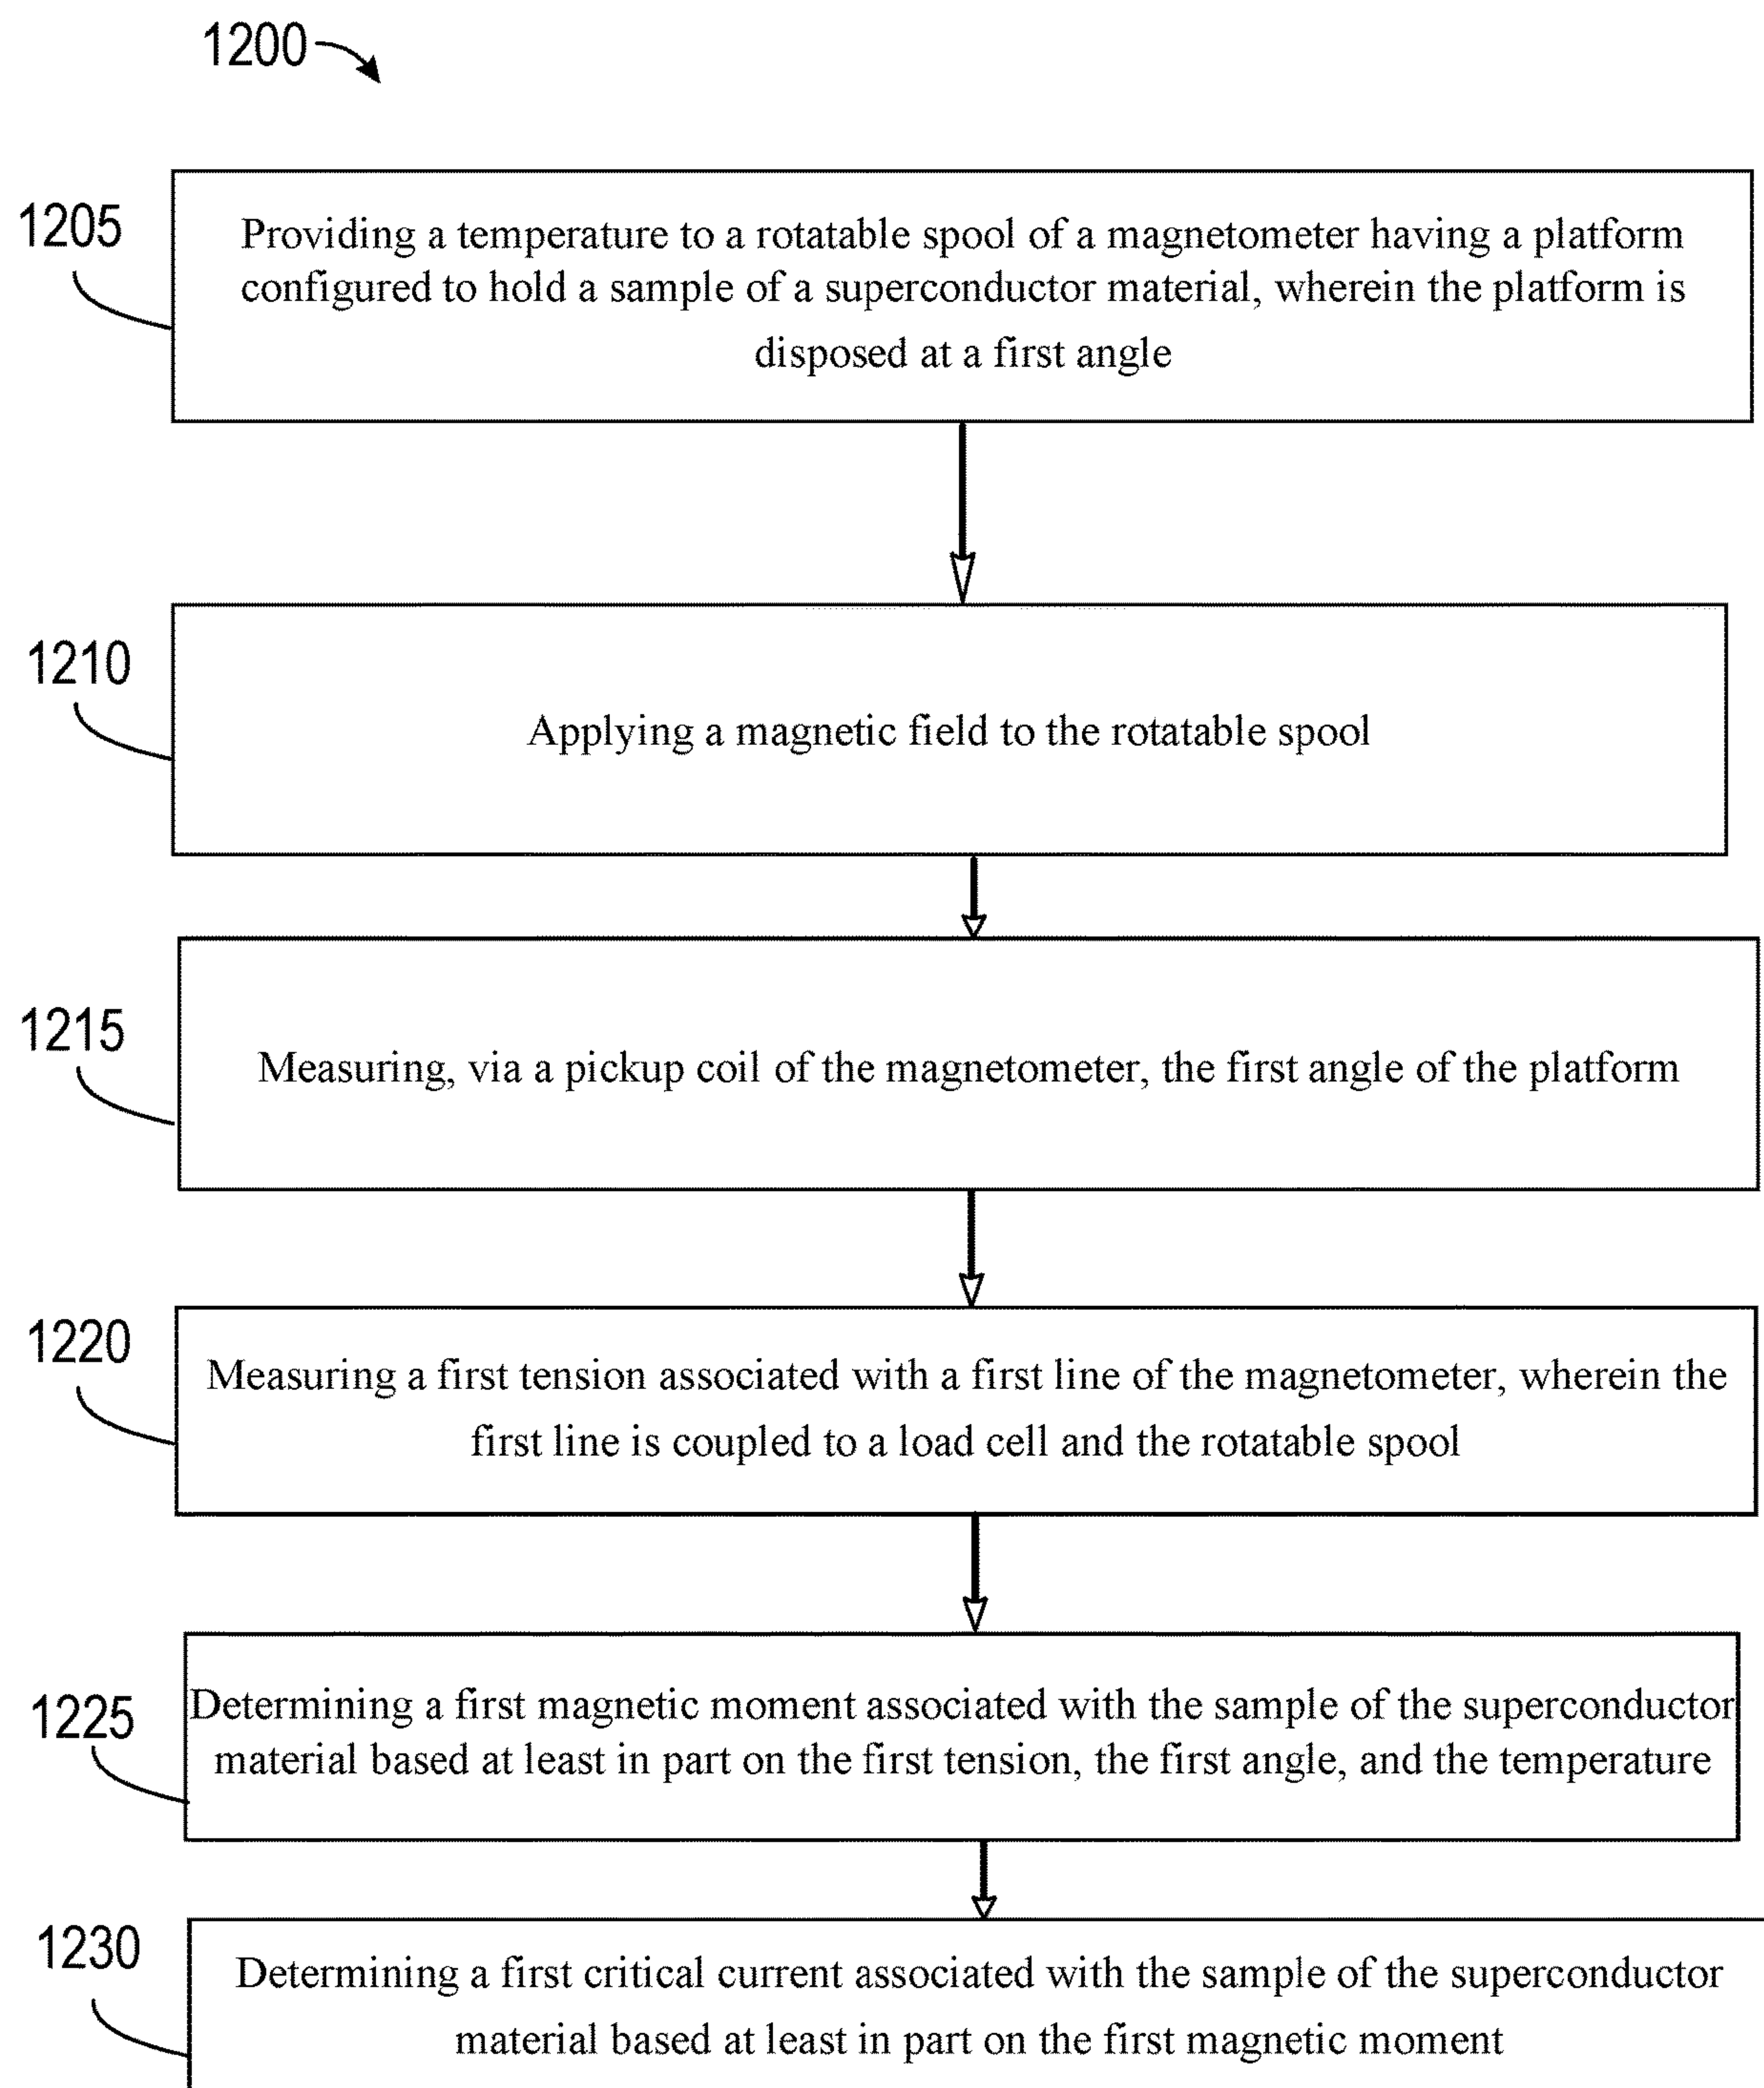 1200
1205
Providing a temperature to a rotatable spool of a magnetometer having a platform
configured to hold a sample of a superconductor material, wherein the platform is
disposed at a first angle
1210
Applying a magnetic field to the rotatable spool
1215
Measuring, via a pickup coil of the magnetometer, the first angle of the platform
1220
Measuring a first tension associated with a first line of the magnetometer, wherein the
first line is coupled to a load cell and the rotatable spool
1225
Determining a first magnetic moment associated with the sample of the superconductor
material based at least in part on the first tension, the first angle, and the temperature
1230
Determining a first critical current associated with the sample of the superconductor
material based at least in part on the first magnetic moment